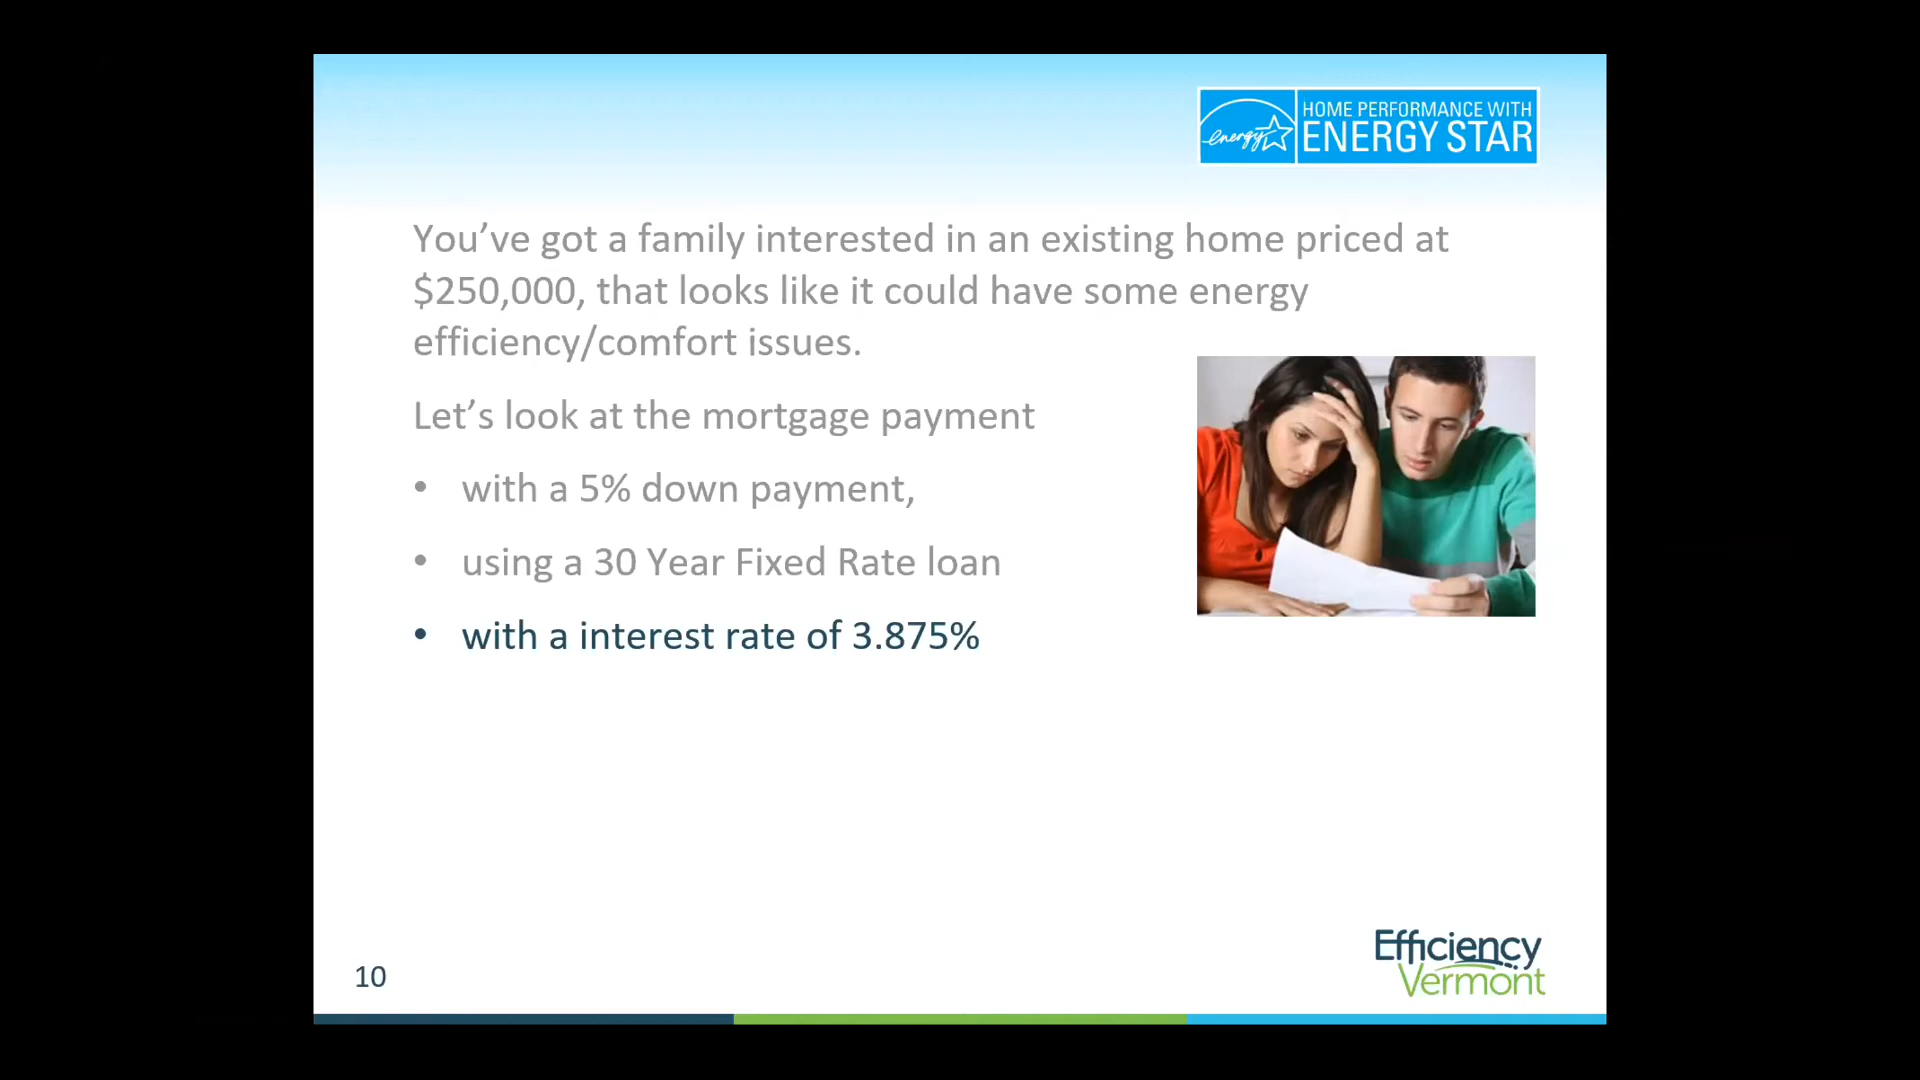 energy
HOME PERFORMANCE WITH
ENERGY STAR
You’ve got a family interested in an existing home priced at
$250,000, that looks like it could have some energy
efficiency/comfort issues.
Let’s look at the mortgage payment
• with a 5% down payment,
• using a 30 Year Fixed Rate loan
• with a interest rate of 3.875%
10
Efficiency
Vermont